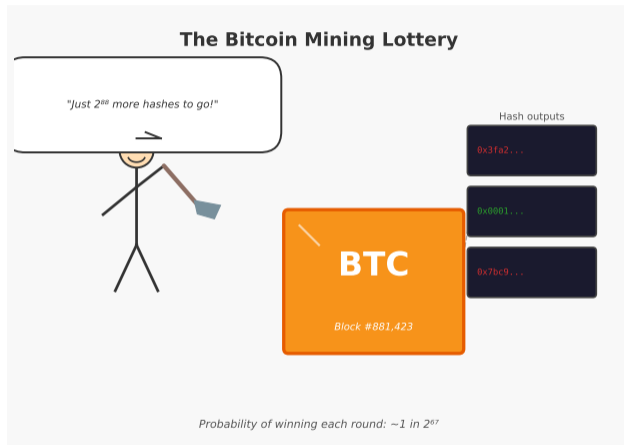 The Bitcoin Mining Lottery
"Just 2⁸⁸ more hashes to go!"
Hash outputs
0x3fa2...
0x0001...
0x7bc9...
BTC
Block #881,423
Probability of winning each round: ~1 in 2⁶⁷